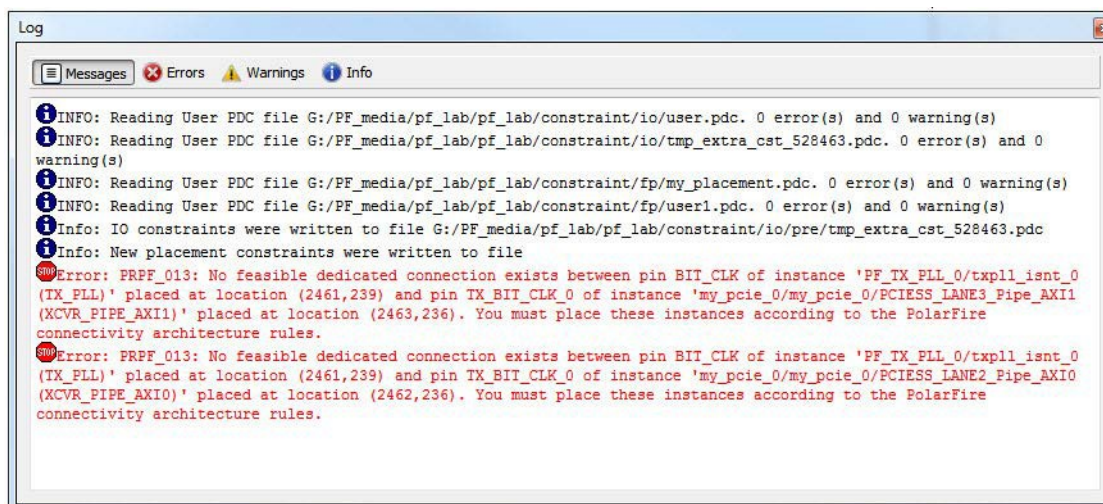 Log
Messages Errors Warnings Info
INFO: Reading User PDC file G:/PF_media/pf_lab/pf_lab/constraint/io/user.pdc. 0 error(s) and 0 warning(s)
INFO: Reading User PDC file G:/PF_media/pf_lab/pf_lab/constraint/io/tmp_extra_cst_528463.pdc. 0 error(s) and 0
warning(s)
INFO: Reading User PDC file G:/PF_media/pf_lab/pf_lab/constraint/fp/my_placement.pdc. 0 error(s) and 0 warning(s)
INFO: Reading User PDC file G:/PF_media/pf_lab/pf_lab/constraint/fp/user1.pdc. 0 error(s) and 0 warning(s)
Info: IO constraints were written to file G:/PF_media/pf_lab/pf_lab/constraint/io/pre/tmp_extra_cst_528463.pdc
Info: New placement constraints were written to file
STOP Error: PRPF_013: No feasible dedicated connection exists between pin BIT_CLK of instance 'PF_TX_PLL_0/txpll_isnt_0
(TX_PLL)' placed at location (2461,239) and pin TX_BIT_CLK_0 of instance 'my_pcie_0/my_pcie_0/PCIESS_LANE3_Pipe_AXI1
(XCVR_PIPE_AXI1)' placed at location (2463,236). You must place these instances according to the PolarFire
connectivity architecture rules.
STOP Error: PRPF_013: No feasible dedicated connection exists between pin BIT_CLK of instance 'PF_TX_PLL_0/txpll_isnt_0
(TX_PLL)' placed at location (2461,239) and pin TX_BIT_CLK_0 of instance 'my_pcie_0/my_pcie_0/PCIESS_LANE2_Pipe_AXI0
(XCVR_PIPE_AXI0)' placed at location (2462,236). You must place these instances according to the PolarFire
connectivity architecture rules.